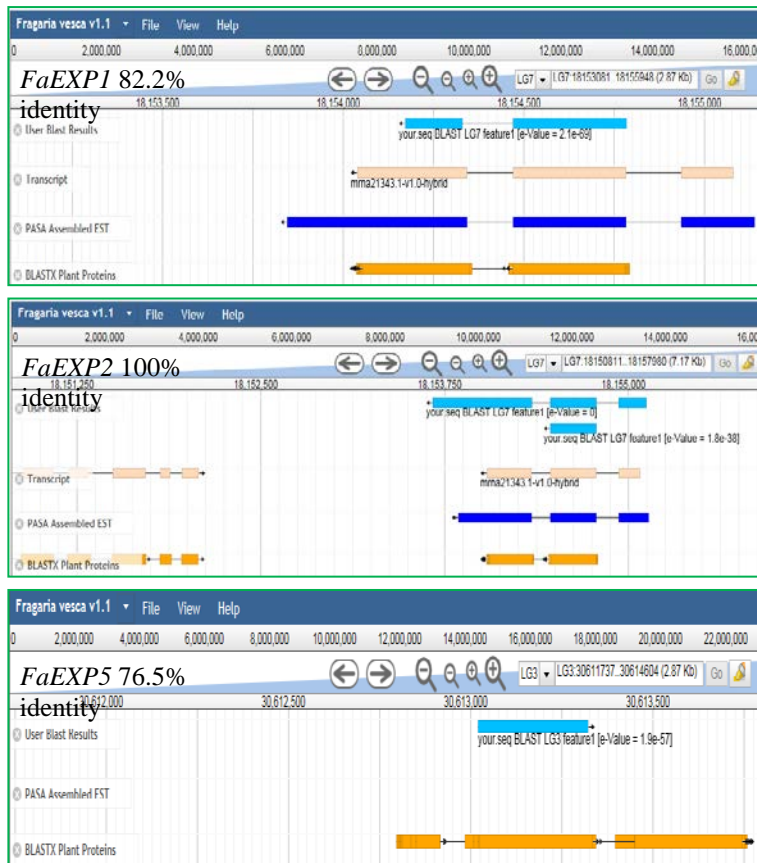 Fragaria vesca v1.1 File View Help
0 2,000,000 4,000,000 6,000,000 8,000,000 10,000,000 12,000,000 14,000,000 16,000,0
FaEXP1 82.2% LG7 LG7:18153081..18155948 (2.87 Kb) Go
identity
18,153,500 18,154,000 18,154,500 18,155,000
User Blast Results
your.seq BLAST LG7 feature1 [e-Value = 2.1e-69]
Transcript
mrna21343.1-v1.0-hybrid
PASA Assembled EST
BLASTX Plant Proteins
Fragaria vesca v1.1 File View Help
0 2,000,000 4,000,000 6,000,000 8,000,000 10,000,000 12,000,000 14,000,000 16,00
FaEXP2 100% LG7 LG7:18150811..18157980 (7.17 Kb) Go
identity
18,151,250 18,152,500 18,153,750 18,155,000
User Blast Results
your.seq BLAST LG7 feature1 [e-Value = 0]
your.seq BLAST LG7 feature1 [e-Value = 1.8e-38]
Transcript
mrna21343.1-v1.0-hybrid
PASA Assembled EST
BLASTX Plant Proteins
Fragaria vesca v1.1 File View Help
0 2,000,000 4,000,000 6,000,000 8,000,000 10,000,000 12,000,000 14,000,000 16,000,000 18,000,000 20,000,000 22,000,000
FaEXP5 76.5% LG3 LG3:30611737..30614604 (2.87 Kb) Go
identity
30,612,000 30,612,500 30,613,000 30,613,500
User Blast Results
your.seq BLAST LG3 feature1 [e-Value = 1.9e-57]
PASA Assembled EST
BLASTX Plant Proteins